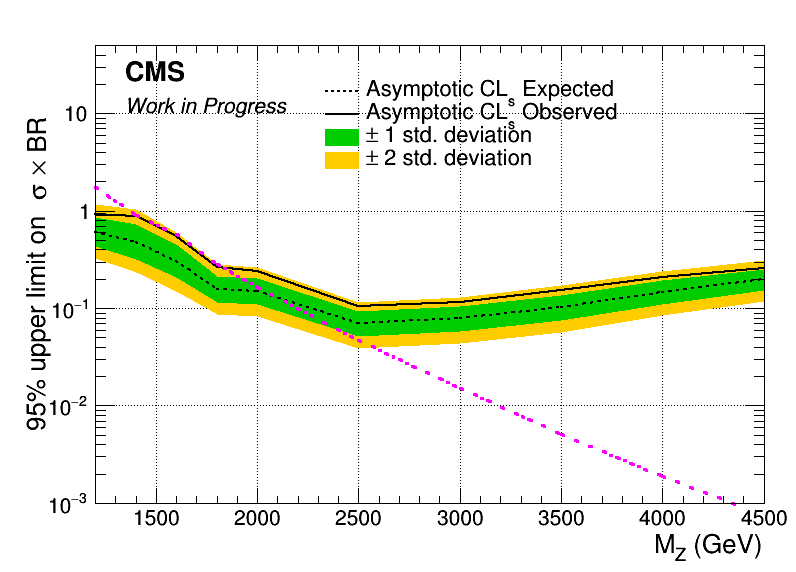 CMS
Work in Progress
Asymptotic CLs Expected
Asymptotic CLs Observed
± 1 std. deviation
± 2 std. deviation
95% upper limit on σ × BR
10
1
10⁻¹
10⁻²
10⁻³
1500 2000 2500 3000 3500 4000 4500
M_Z (GeV)